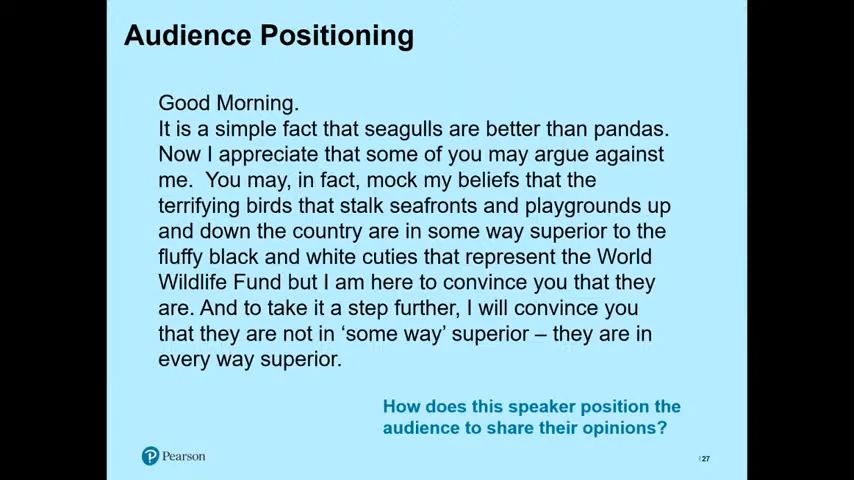 Audience Positioning
Good Morning.
It is a simple fact that seagulls are better than pandas.
Now I appreciate that some of you may argue against
me.  You may, in fact, mock my beliefs that the
terrifying birds that stalk seafronts and playgrounds up
and down the country are in some way superior to the
fluffy black and white cuties that represent the World
Wildlife Fund but I am here to convince you that they
are. And to take it a step further, I will convince you
that they are not in ‘some way’ superior – they are in
every way superior.
How does this speaker position the
audience to share their opinions?
Pearson
27